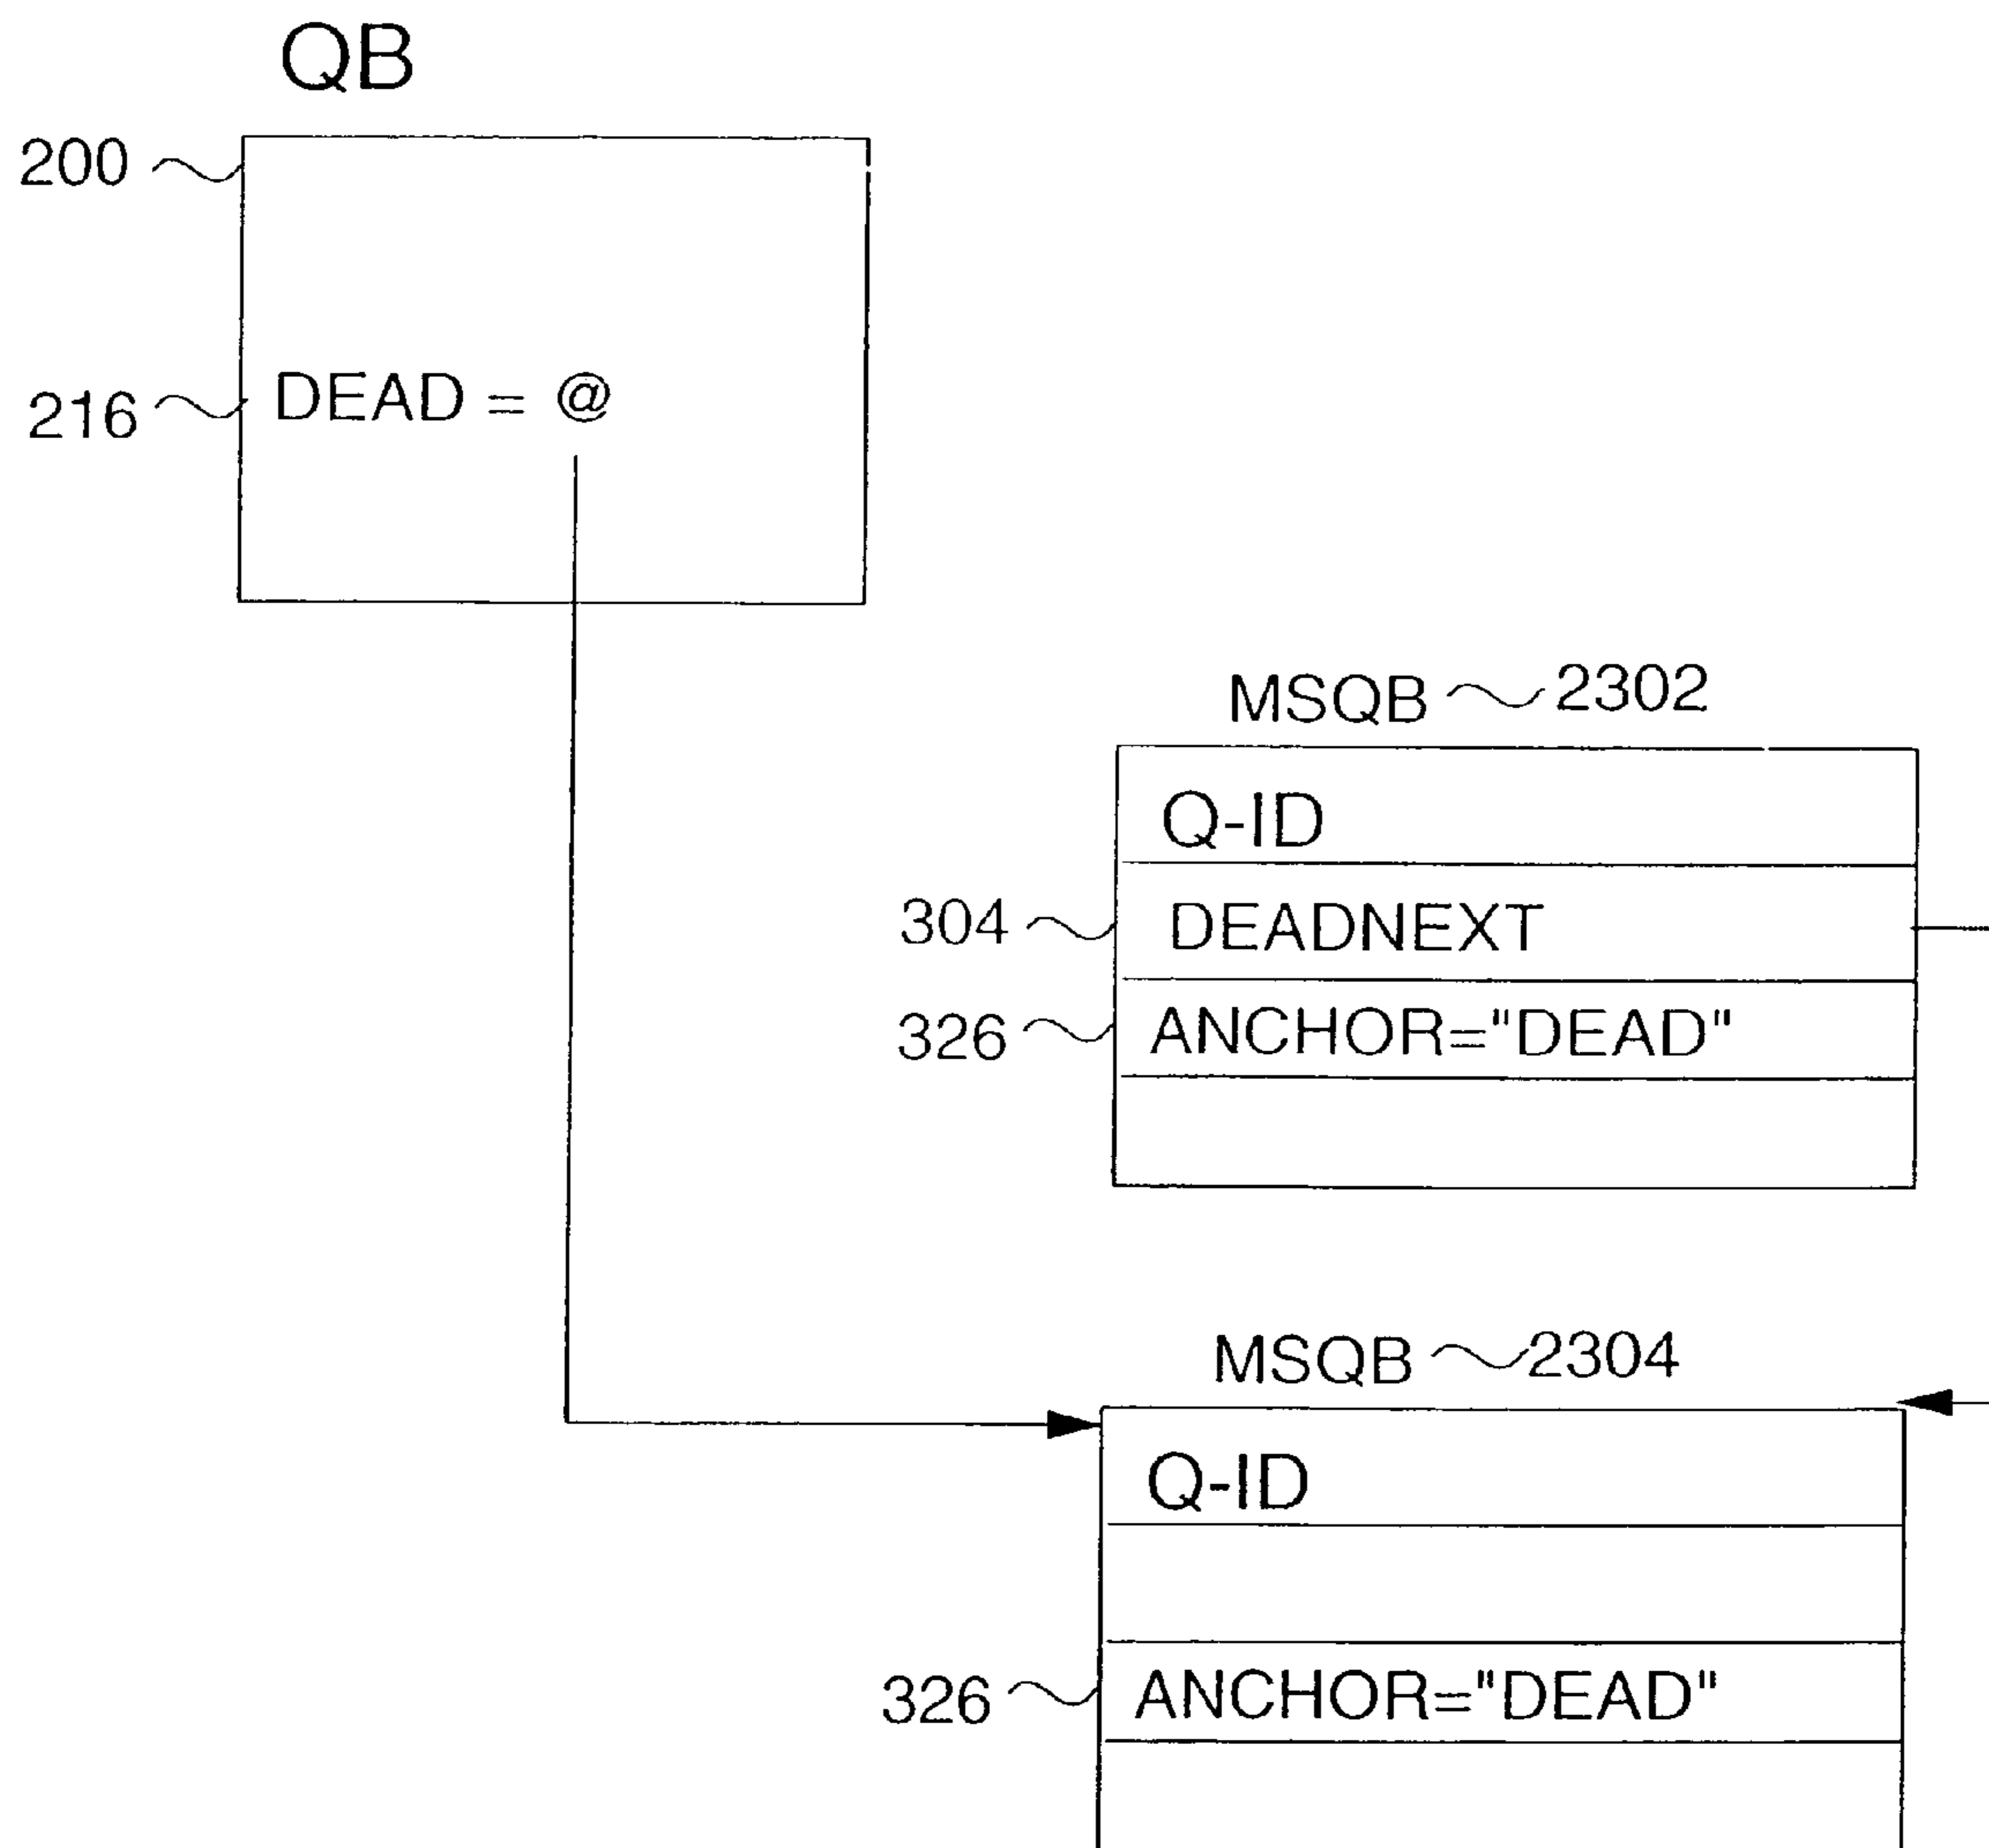 QB
200
216 DEAD = @
MSQB 2302
Q-ID
304 DEADNEXT
326 ANCHOR="DEAD"
MSQB 2304
Q-ID
326 ANCHOR="DEAD"